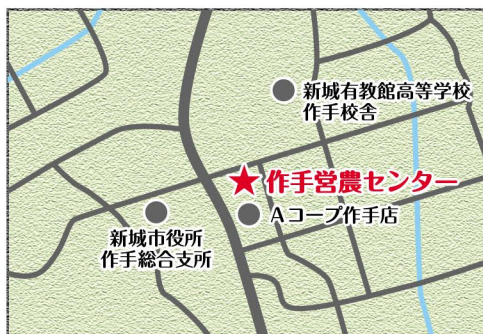 新城有教館高等学校
作手校舎
作手営農センター
Aコープ作手店
新城市役所
作手総合支所